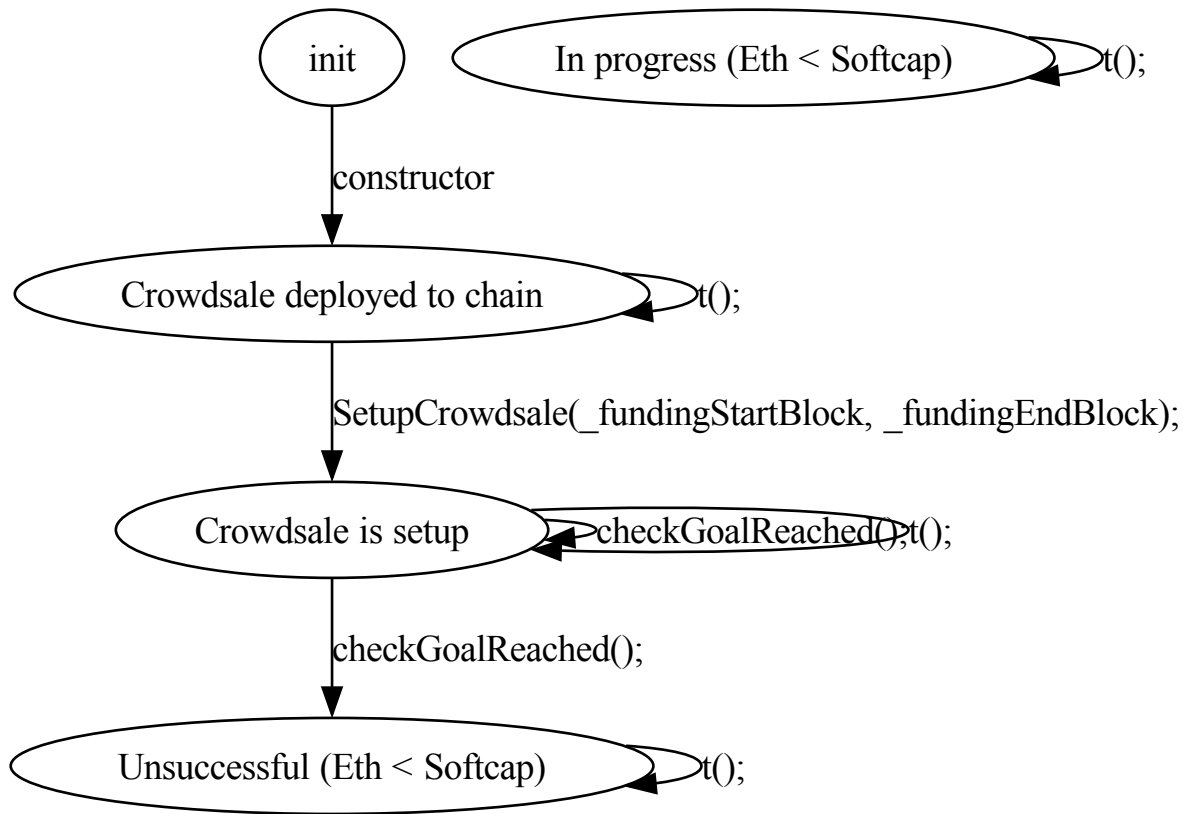 init
In progress (Eth < Softcap)
t();
constructor
Crowdsale deployed to chain
t();
SetupCrowdsale(_fundingStartBlock, _fundingEndBlock);
Crowdsale is setup
checkGoalReached();
t();
checkGoalReached();
Unsuccessful (Eth < Softcap)
t();